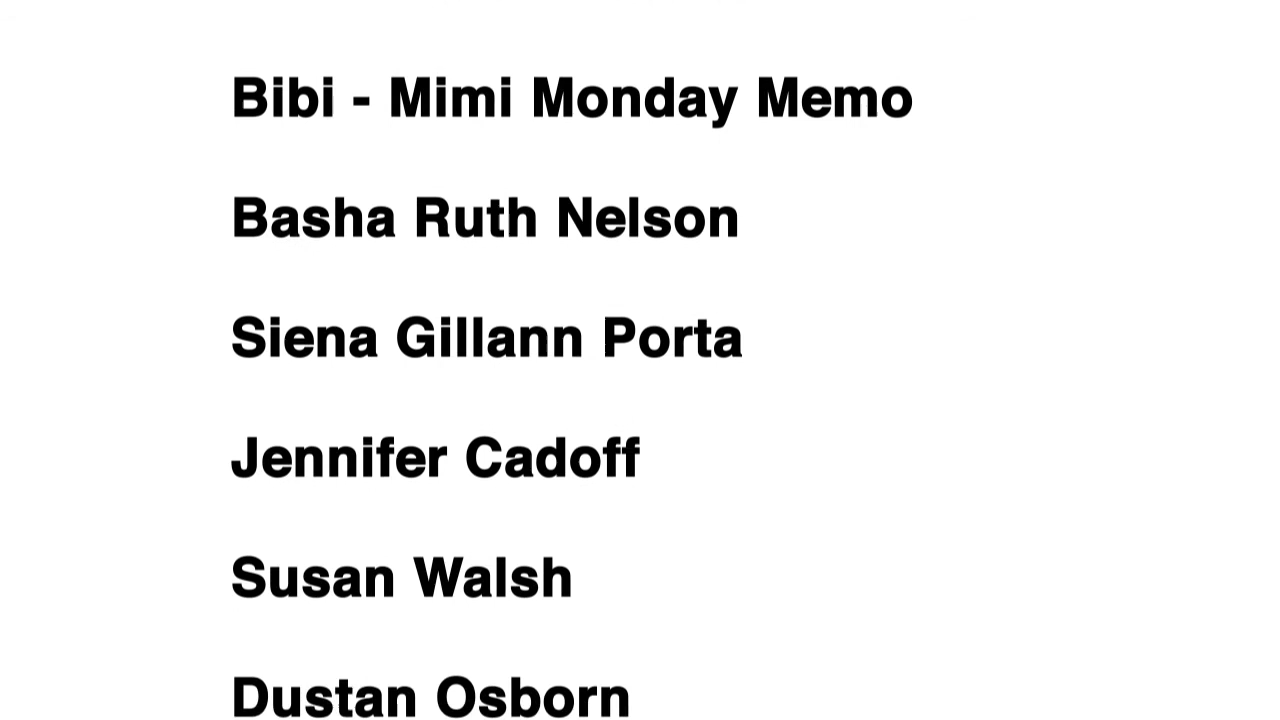 Bibi - Mimi Monday Memo
Basha Ruth Nelson
Siena Gillann Porta
Jennifer Cadoff
Susan Walsh
Dustan Osborn